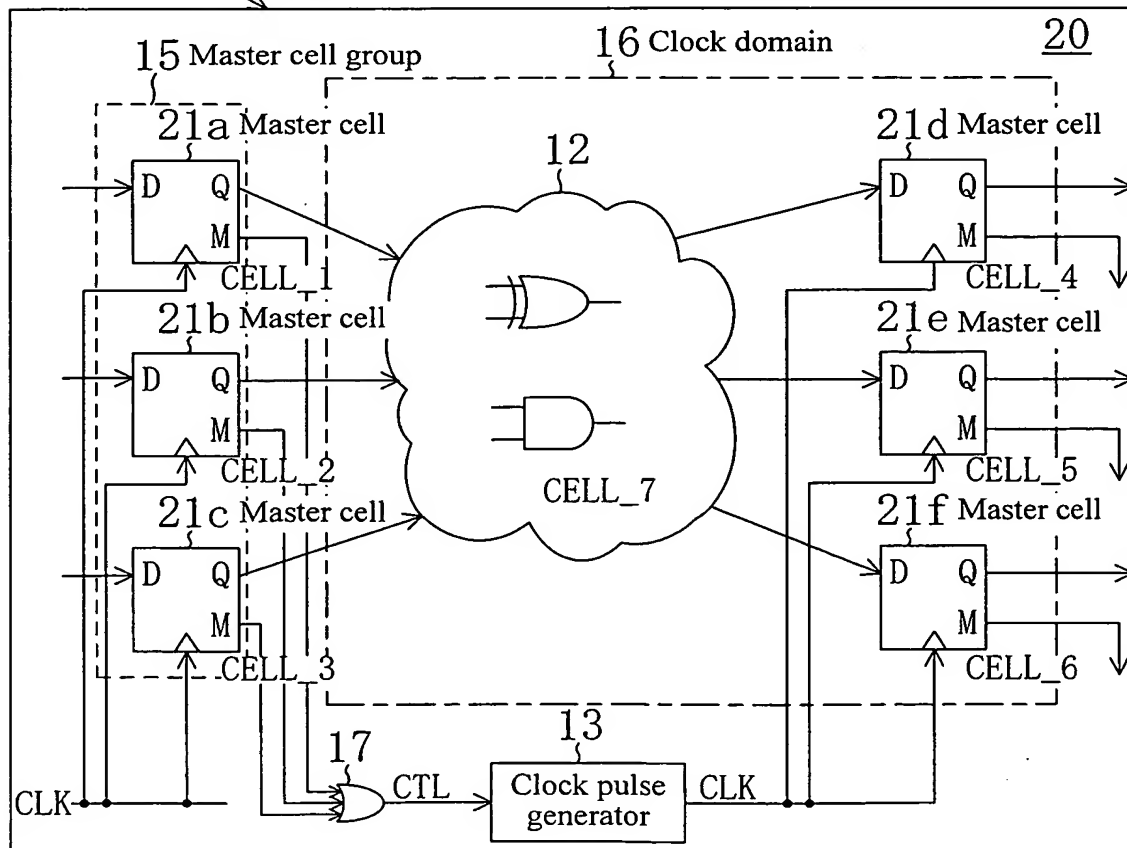 20
15 Master cell group
16 Clock domain
21a Master cell
D Q
M
CELL_1
12
21d Master cell
D Q
M
CELL_4
21b Master cell
D Q
M
CELL_2
21e Master cell
D Q
M
CELL_5
CELL_7
21c Master cell
D Q
M
CELL_3
21f Master cell
D Q
M
CELL_6
17
13
CLK
CTL
Clock pulse
generator
CLK